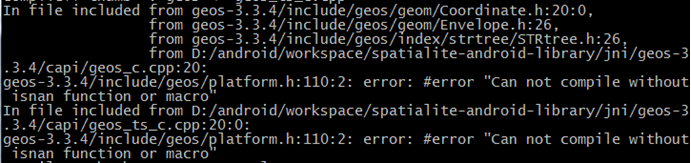 In file included from geos-3.3.4/include/geos/geom/Coordinate.h:20:0,
from geos-3.3.4/include/geos/geom/Envelope.h:26,
from geos-3.3.4/include/geos/index/strtree/STRtree.h:26,
from D:/android/workspace/spatialite-android-library/jni/geos-3
.3.4/capi/geos_c.cpp:20:
geos-3.3.4/include/geos/platform.h:110:2: error: #error "Can not compile without
isnan function or macro"
In file included from D:/android/workspace/spatialite-android-library/jni/geos-3
.3.4/capi/geos_ts_c.cpp:20:0:
geos-3.3.4/include/geos/platform.h:110:2: error: #error "Can not compile without
isnan function or macro"